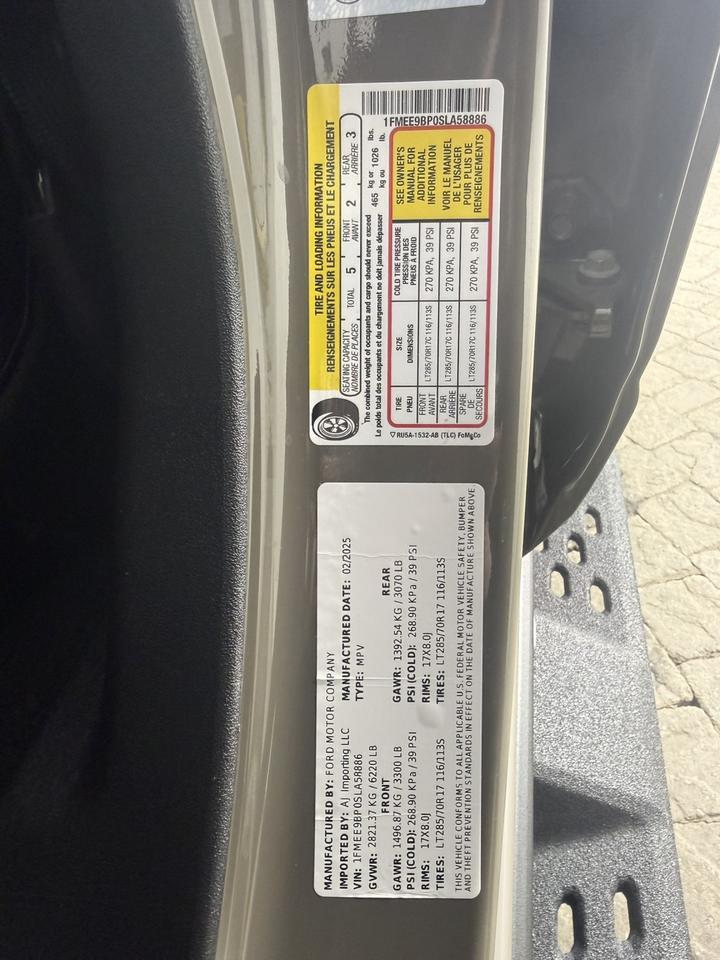 TIRE AND LOADING INFORMATION
RENSEIGNEMENTS SUR LES PNEUS ET LE CHARGEMENT
SEATING CAPACITY TOTAL 5 FRONT 2 REAR 3
NOMBRE DE PLACES AVANT ARRIÈRE
The combined weight of occupants and cargo should never exceed 465 kg or 1026 lbs.
Le poids total des occupants et du chargement ne doit jamais dépasser kg ou lb.
TIRE SIZE COLD TIRE PRESSURE
PNEU DIMENSIONS PRESSION DES PNEUS À FROID
FRONT AVANT LT285/70R17C 116/113S 270 KPA, 39 PSI
REAR ARRIÈRE LT285/70R17C 116/113S 270 KPA, 39 PSI
SPARE DE SECOURS LT285/70R17C 116/113S 270 KPA, 39 PSI
SEE OWNER'S
MANUAL FOR
ADDITIONAL
INFORMATION
VOIR LE MANUEL
DE L'USAGER
POUR PLUS DE
RENSEIGNEMENTS
1FMEE9BP0SLA58886
RU5A-1532-AB (TLC) FoMoCo
MANUFACTURED BY: FORD MOTOR COMPANY
IMPORTED BY: AJ Importing LLC MANUFACTURED DATE: 02/2025
VIN: 1FMEE9BP0SLA58886 TYPE: MPV
GVWR: 2821.37 KG / 6220 LB
FRONT REAR
GAWR: 1496.87 KG / 3300 LB GAWR: 1392.54 KG / 3070 LB
PSI (COLD): 268.90 KPa / 39 PSI PSI (COLD): 268.90 KPa / 39 PSI
RIMS: 17X8.0J RIMS: 17X8.0J
TIRES: LT285/70R17 116/113S TIRES: LT285/70R17 116/113S
THIS VEHICLE CONFORMS TO ALL APPLICABLE U.S. FEDERAL MOTOR VEHICLE SAFETY, BUMPER
AND THEFT PREVENTION STANDARDS IN EFFECT ON THE DATE OF MANUFACTURE SHOWN ABOVE.